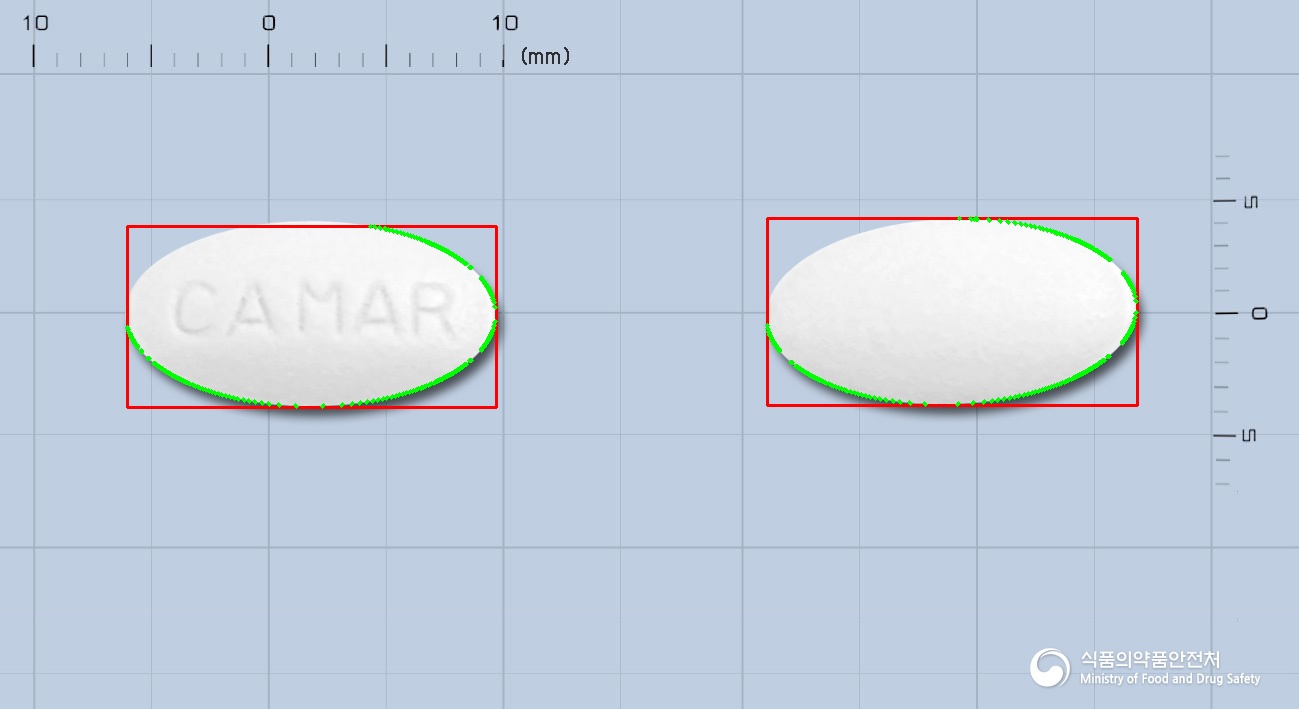 10 0 10
(mm)
CAMAR
5
0
5
식품의약품안전처
Ministry of Food and Drug Safety